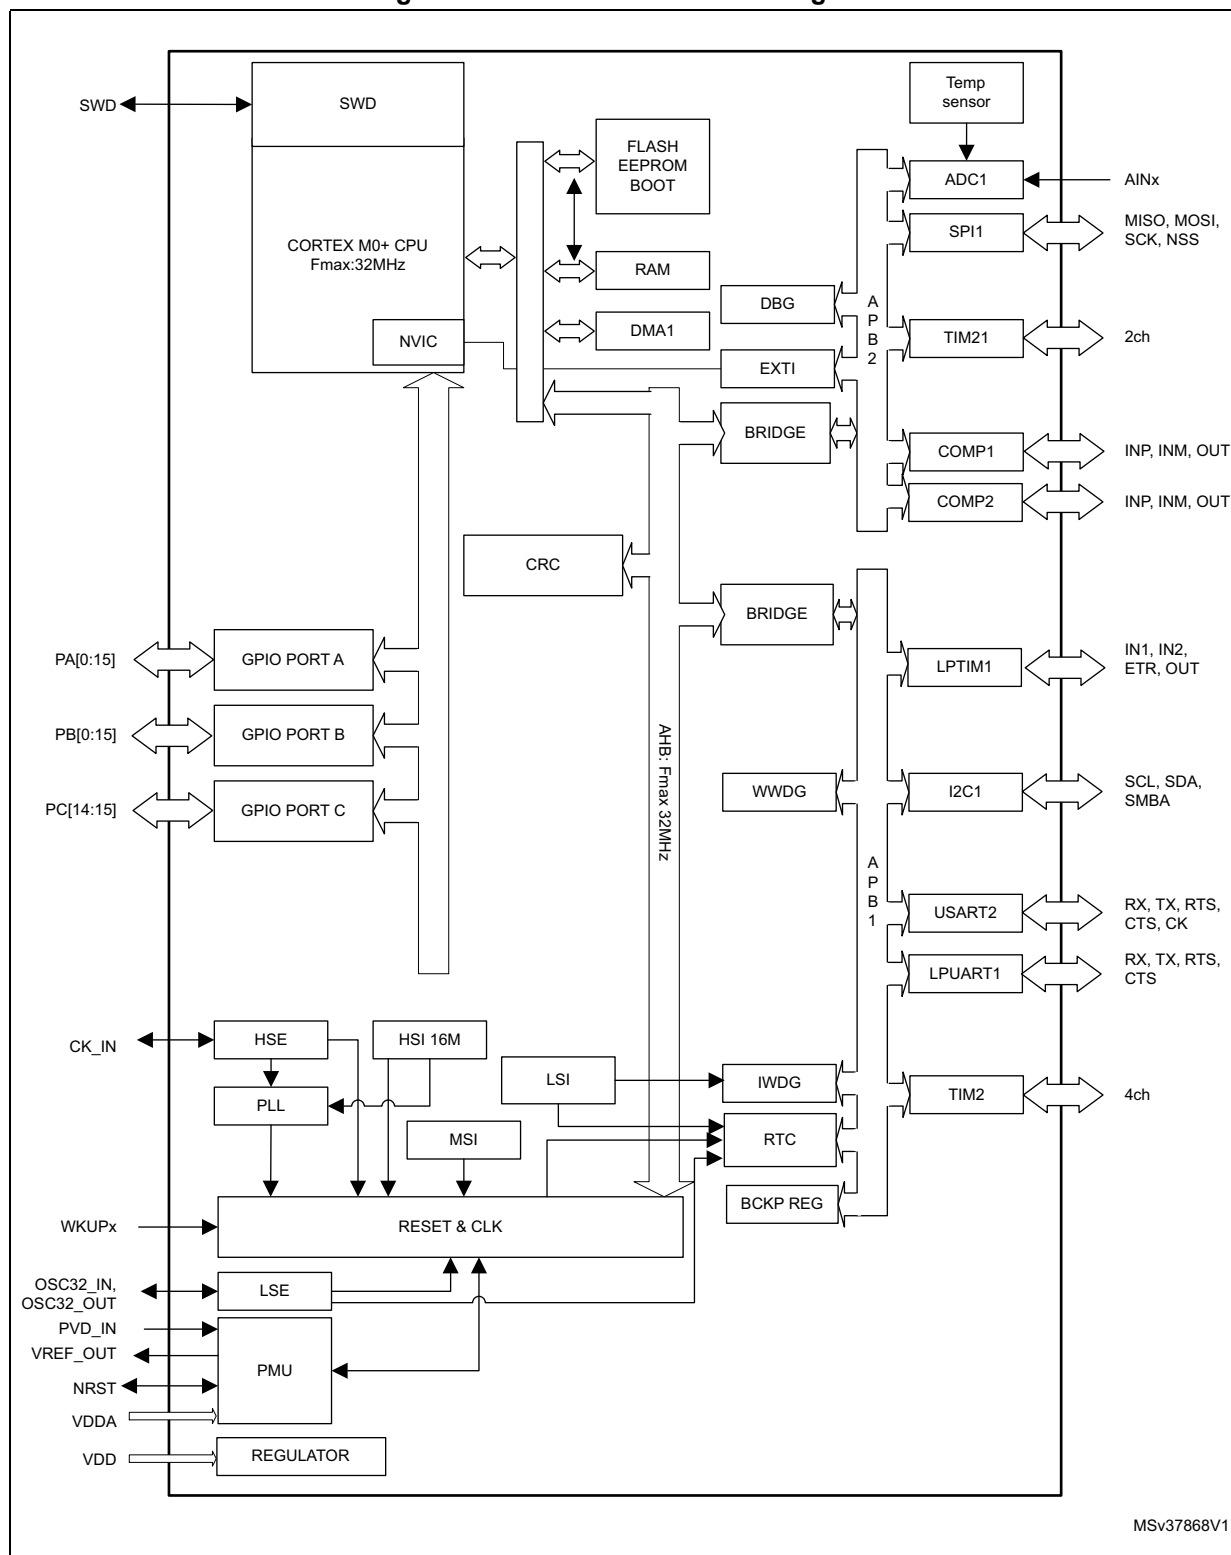 SWD
SWD
CORTEX M0+ CPU
Fmax:32MHz
NVIC
FLASH
EEPROM
BOOT
RAM
DMA1
Temp
sensor
ADC1
AINx
SPI1
MISO, MOSI,
SCK, NSS
DBG
EXTI
A
P
B
2
TIM21
2ch
BRIDGE
COMP1
INP, INM, OUT
COMP2
INP, INM, OUT
CRC
BRIDGE
PA[0:15]
GPIO PORT A
PB[0:15]
GPIO PORT B
PC[14:15]
GPIO PORT C
AHB: Fmax 32MHz
LPTIM1
IN1, IN2,
ETR, OUT
WWDG
I2C1
SCL, SDA,
SMBA
A
P
B
1
USART2
RX, TX, RTS,
CTS, CK
LPUART1
RX, TX, RTS,
CTS
CK_IN
HSE
HSI 16M
PLL
LSI
IWDG
TIM2
4ch
MSI
RTC
BCKP REG
WKUPx
RESET & CLK
OSC32_IN,
OSC32_OUT
LSE
PVD_IN
VREF_OUT
PMU
NRST
VDDA
VDD
REGULATOR
MSv37868V1